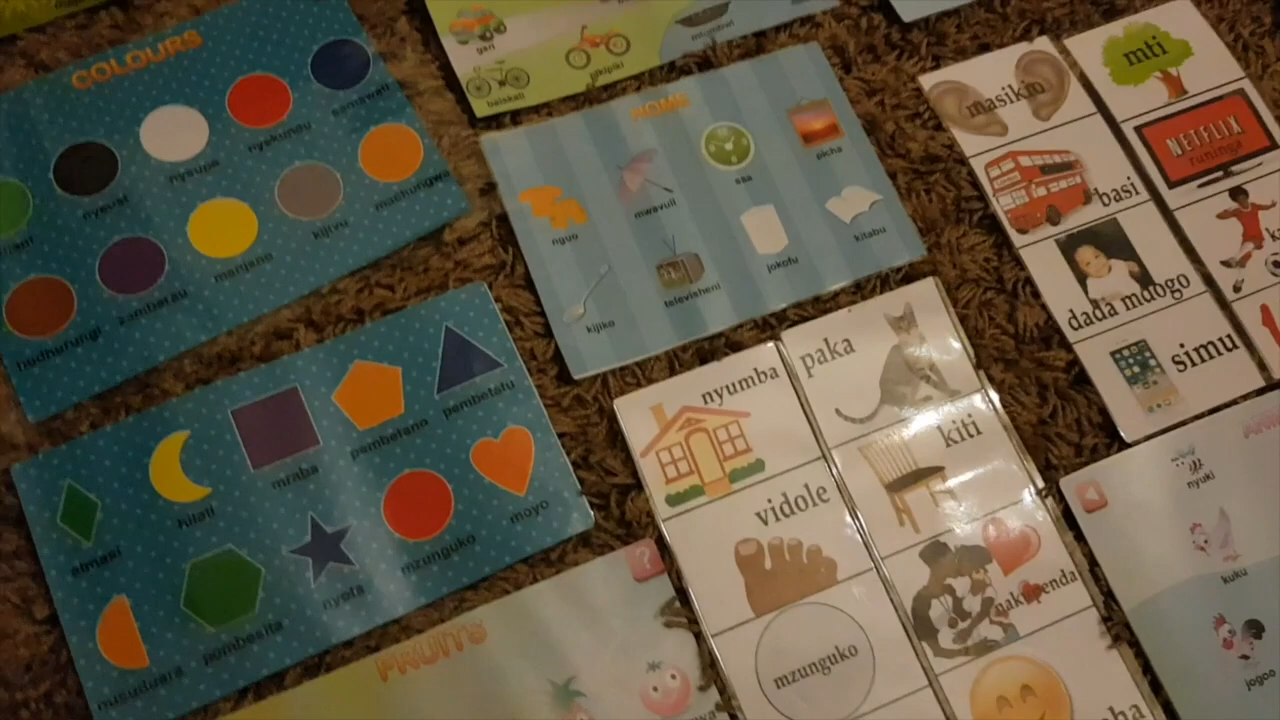 COLOURS
nyeusi
nyeupe
nyekundu
samawati
hudhurungi
zambarau
manjano
kijivu
machungwa
almasi
hilali
mraba
pembetano
pembetatu
nusuduara
pembesita
nyota
mzunguko
moyo
gari
baiskeli
pikipiki
HOME
nguo
mwavuli
saa
picha
kijiko
televisheni
jokofu
kitabu
FRUITS
?
nyumba
vidole
mzunguko
paka
kiti
nakupenda
masikio
basi
dada mdogo
simu
mti
NETFLIX
runinga
nyuki
kuku
jogoo